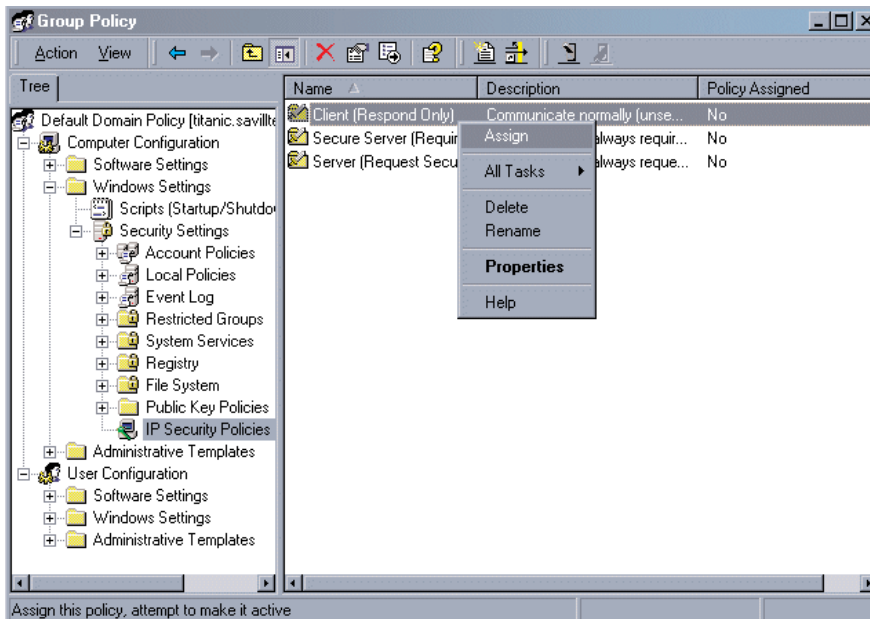 Group Policy
Action View
Tree
Name Description Policy Assigned
Default Domain Policy [titanic.savillte
Computer Configuration
Software Settings
Windows Settings
Scripts (Startup/Shutdov
Security Settings
Account Policies
Local Policies
Event Log
Restricted Groups
System Services
Registry
File System
Public Key Policies
IP Security Policies
Administrative Templates
User Configuration
Software Settings
Windows Settings
Administrative Templates
Client (Respond Only) Communicate normally (unse... No
Secure Server (Requir always requir... No
Server (Request Secu always reque... No
Assign
All Tasks
Delete
Rename
Properties
Help
Assign this policy, attempt to make it active